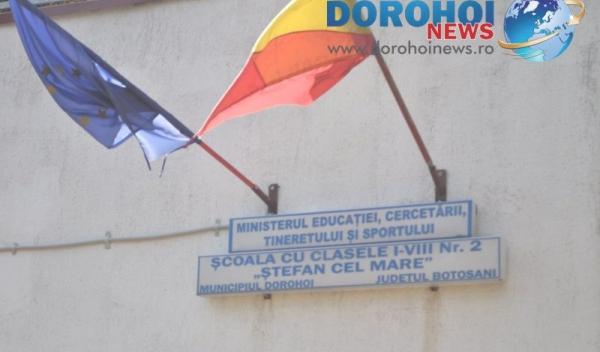 DOROHOI
NEWS
www.dorohoinews.ro
MINISTERUL EDUCAȚIEI, CERCETĂRII,
TINERETULUI ȘI SPORTULUI
ȘCOALA CU CLASELE I-VIII Nr. 2
„ȘTEFAN CEL MARE”
MUNICIPIUL DOROHOI JUDEȚUL BOTOȘANI